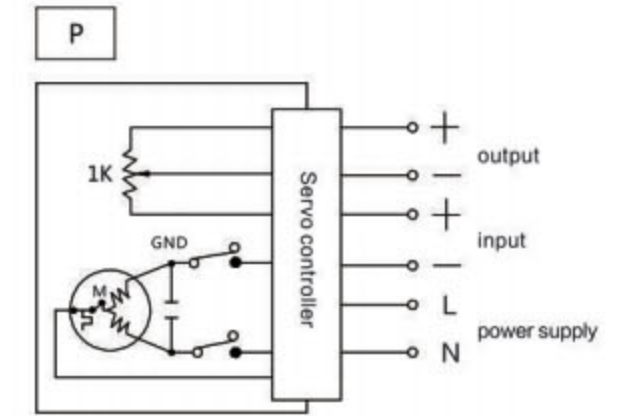 P
+
output
1K
−
+
Servo controller
GND
input
−
M
L
power supply
N